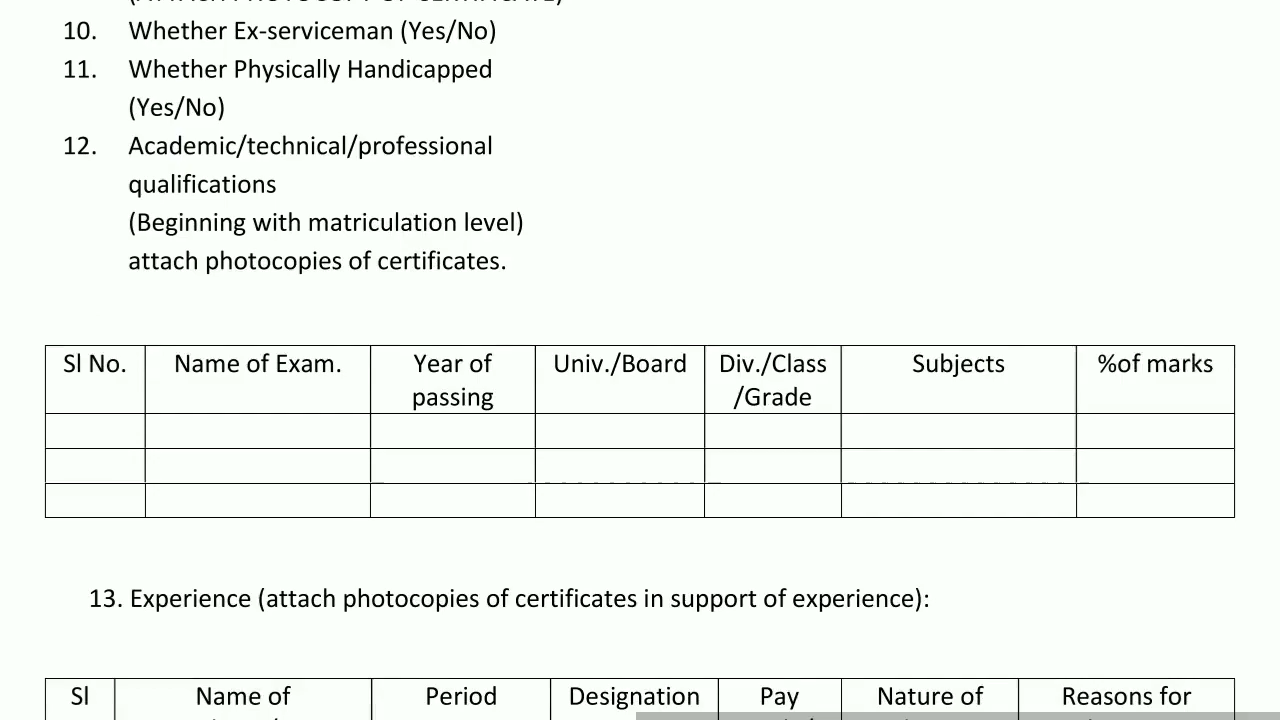 10. Whether Ex-serviceman (Yes/No)
11. Whether Physically Handicapped
(Yes/No)
12. Academic/technical/professional
qualifications
(Beginning with matriculation level)
attach photocopies of certificates.
Sl No. Name of Exam. Year of Univ./Board Div./Class Subjects %of marks
passing /Grade
13. Experience (attach photocopies of certificates in support of experience):
Sl Name of Period Designation Pay Nature of Reasons for